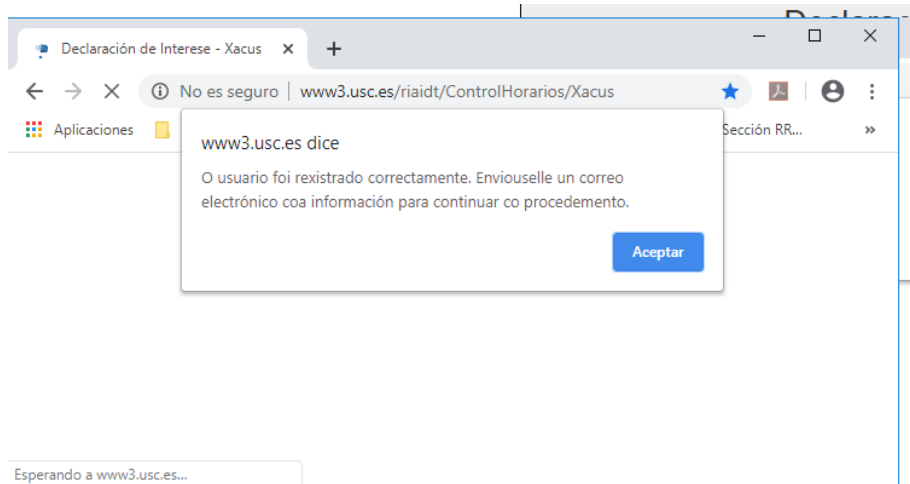 Declaración de Interese - Xacus
No es seguro | www3.usc.es/riaidt/ControlHorarios/Xacus
Aplicaciones
Sección RR...
www3.usc.es dice
O usuario foi rexistrado correctamente. Enviouselle un correo
electrónico coa información para continuar co procedemento.
Aceptar
Esperando a www3.usc.es...